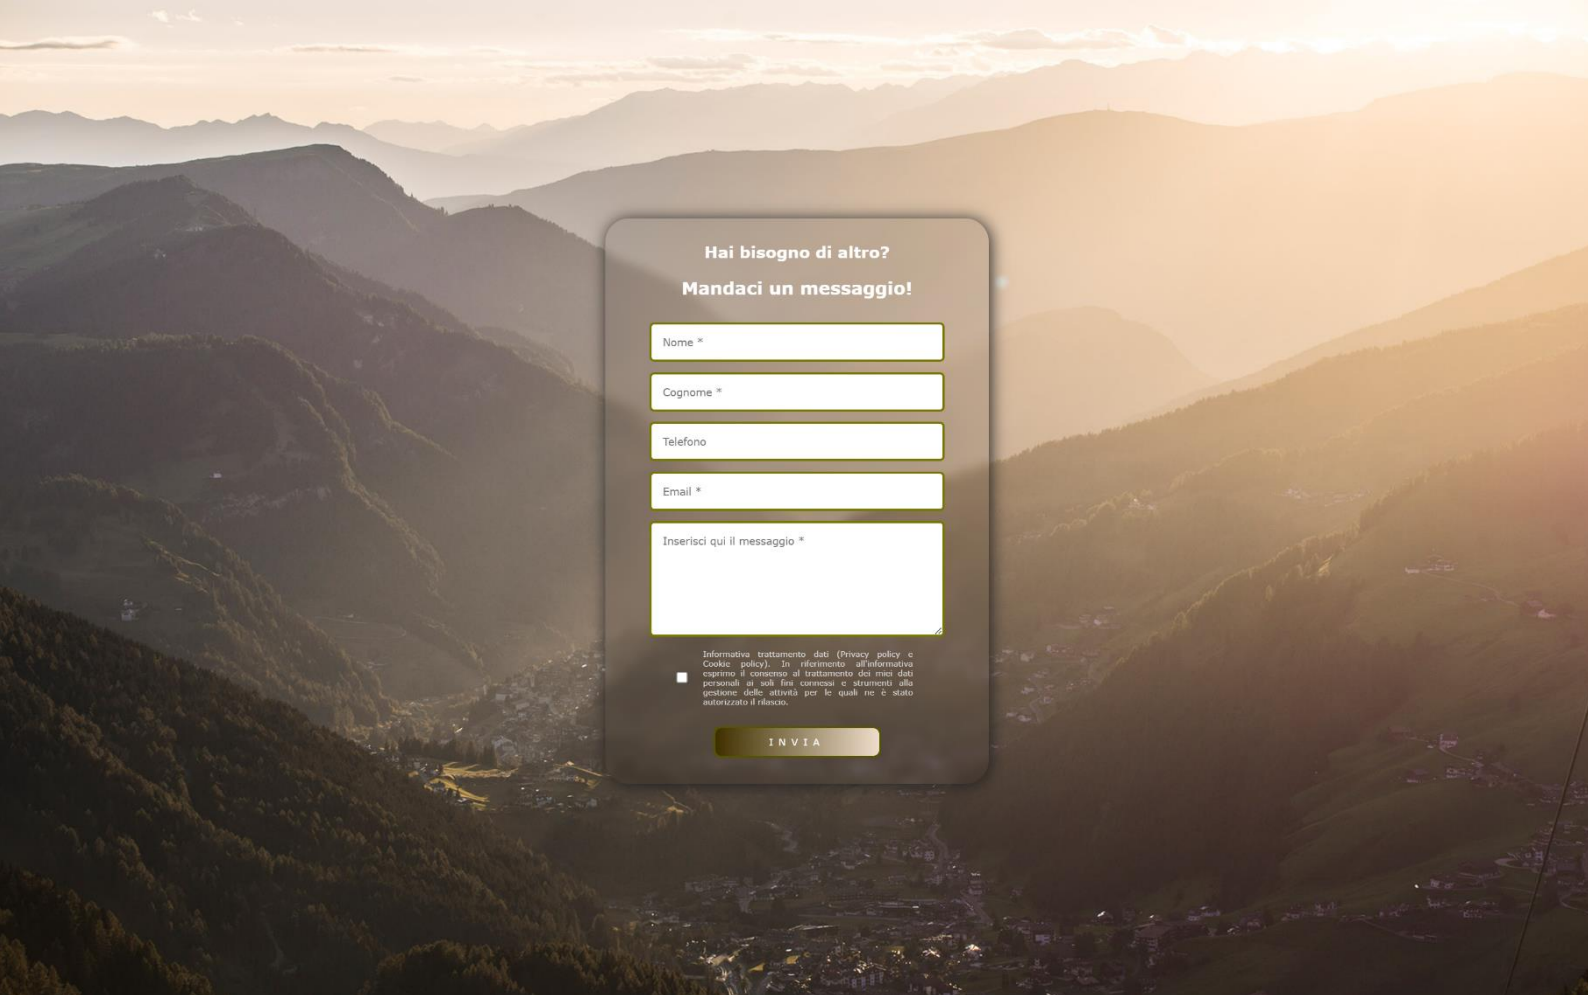 Hai bisogno di altro?
Mandaci un messaggio!
Nome *
Cognome *
Telefono
Email *
Inserisci qui il messaggio *
Informativa trattamento dati (Privacy policy e
Cookie policy). In riferimento all'informativa
esprimo il consenso al trattamento dei miei dati
personali ai soli fini connessi e strumenti alla
gestione delle attività per le quali ne è stato
autorizzato il rilascio.
INVIA